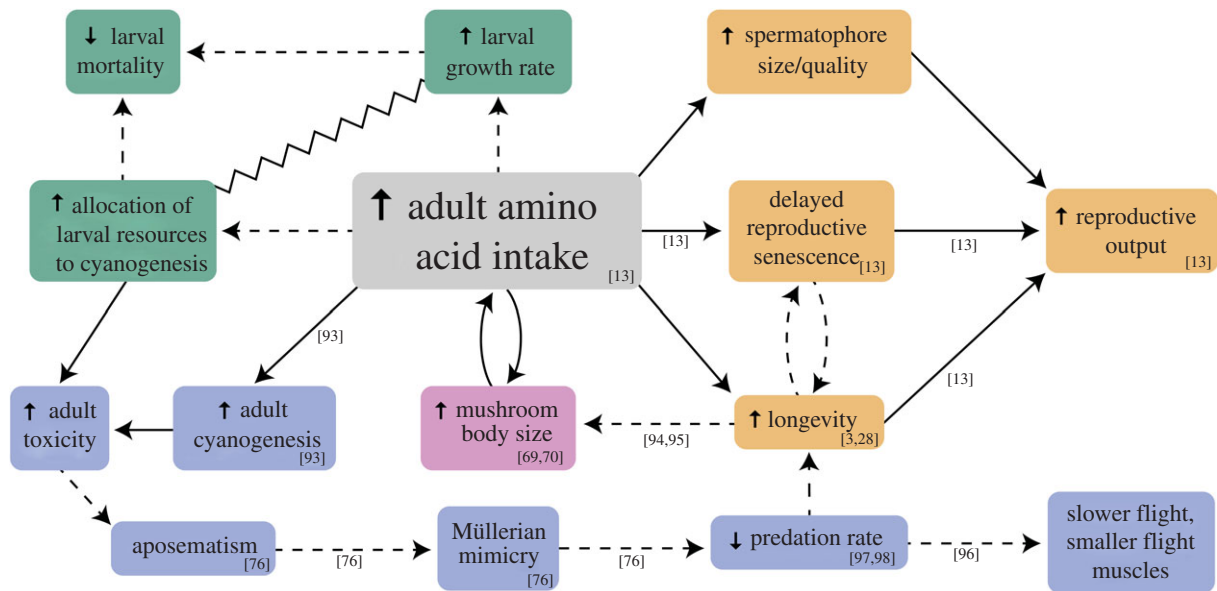 ↓ larval
mortality
↑ larval
growth rate
↑ spermatophore
size/quality
↑ allocation of
larval resources
to cyanogenesis
↑ adult amino
acid intake
[13]
[13]
delayed
reproductive
senescence
[13]
[13]
↑ reproductive
output
[13]
[93]
[13]
↑ adult
toxicity
↑ adult
cyanogenesis
[93]
↑ mushroom
body size
[69,70]
[94,95]
↑ longevity
[3,28]
aposematism
[76]
[76]
Müllerian
mimicry
[76]
[76]
↓ predation rate
[97,98]
[96]
slower flight,
smaller flight
muscles